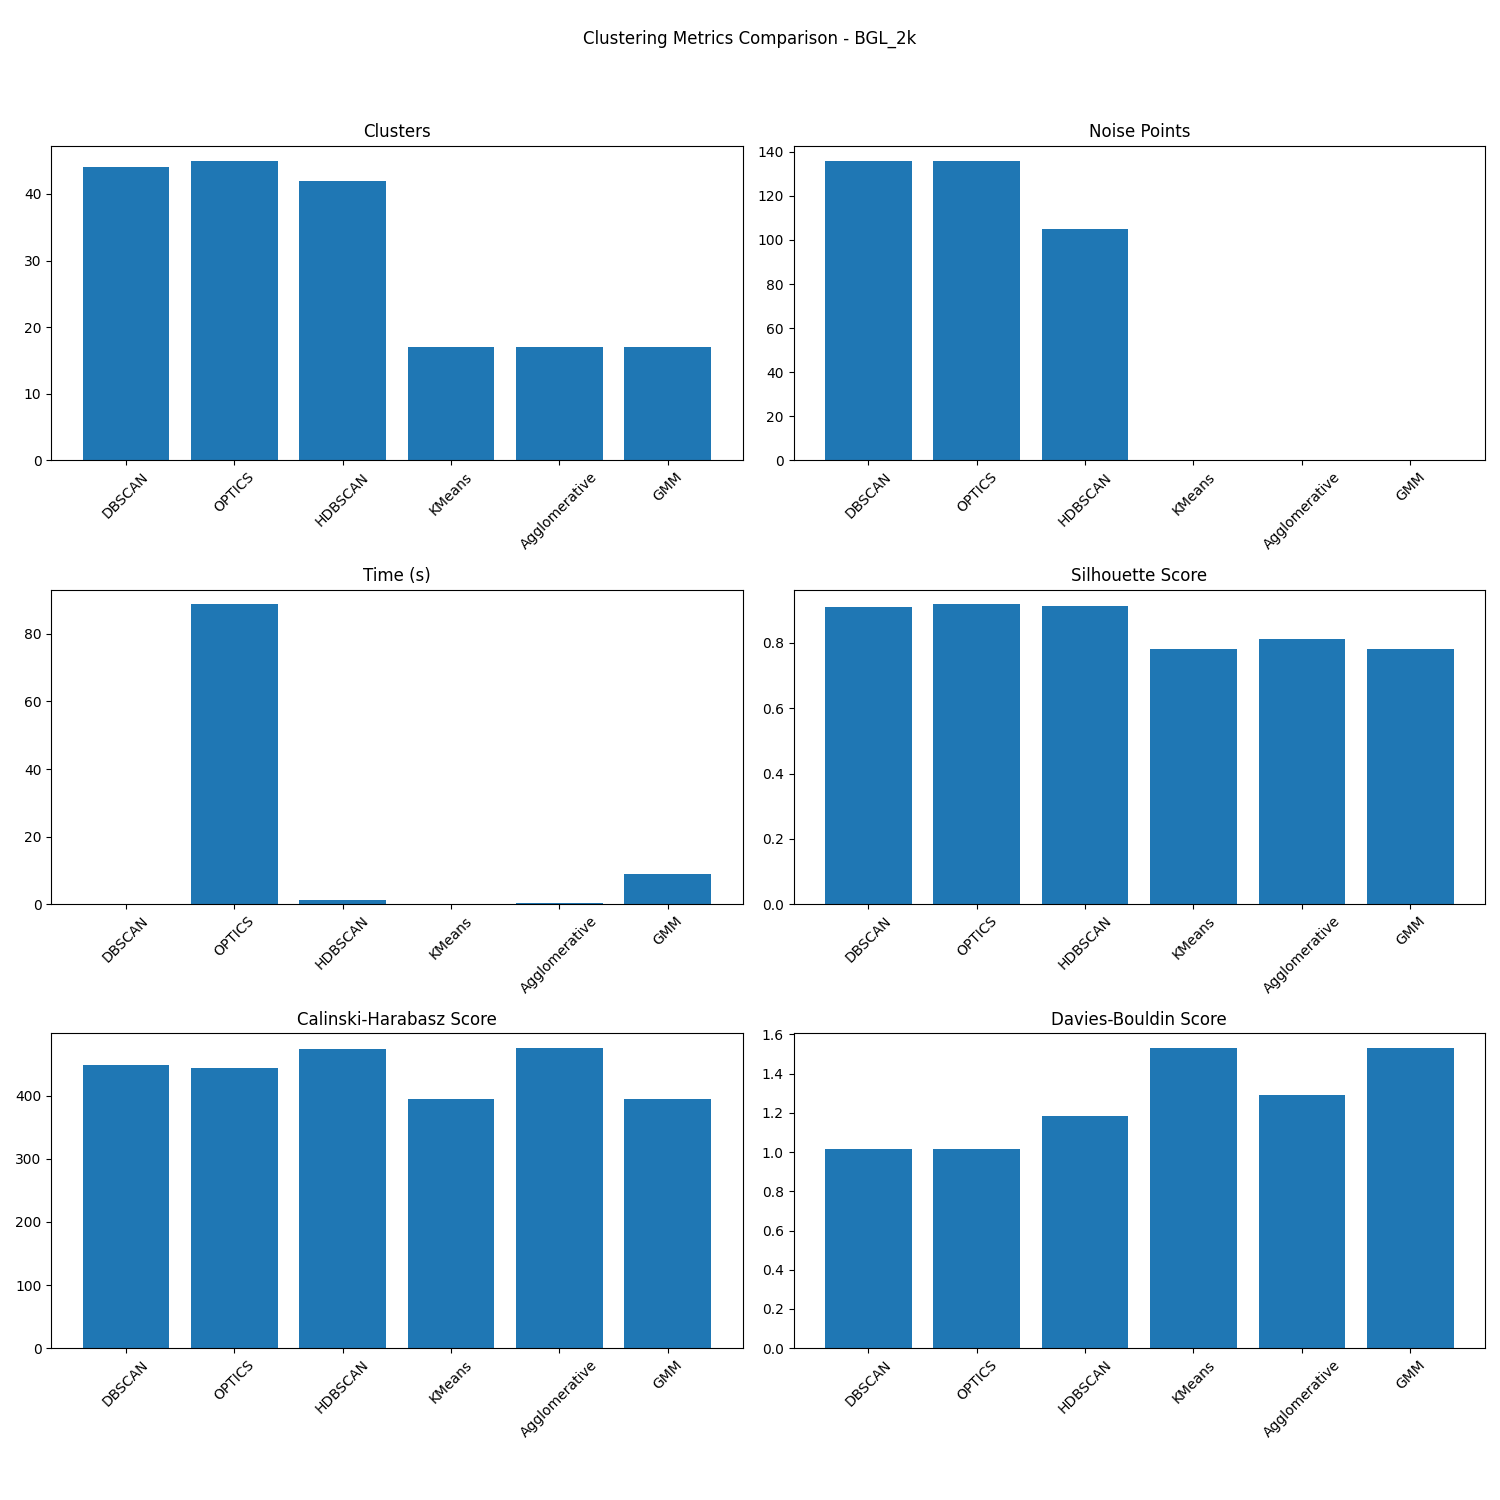 Clustering Metrics Comparison - BGL_2k
Clusters
40
30
20
10
0
DBSCAN
OPTICS
HDBSCAN
KMeans
Agglomerative
GMM
Noise Points
140
120
100
80
60
40
20
0
DBSCAN
OPTICS
HDBSCAN
KMeans
Agglomerative
GMM
Time (s)
80
60
40
20
0
DBSCAN
OPTICS
HDBSCAN
KMeans
Agglomerative
GMM
Silhouette Score
0.8
0.6
0.4
0.2
0.0
DBSCAN
OPTICS
HDBSCAN
KMeans
Agglomerative
GMM
Calinski-Harabasz Score
400
300
200
100
0
DBSCAN
OPTICS
HDBSCAN
KMeans
Agglomerative
GMM
Davies-Bouldin Score
1.6
1.4
1.2
1.0
0.8
0.6
0.4
0.2
0.0
DBSCAN
OPTICS
HDBSCAN
KMeans
Agglomerative
GMM